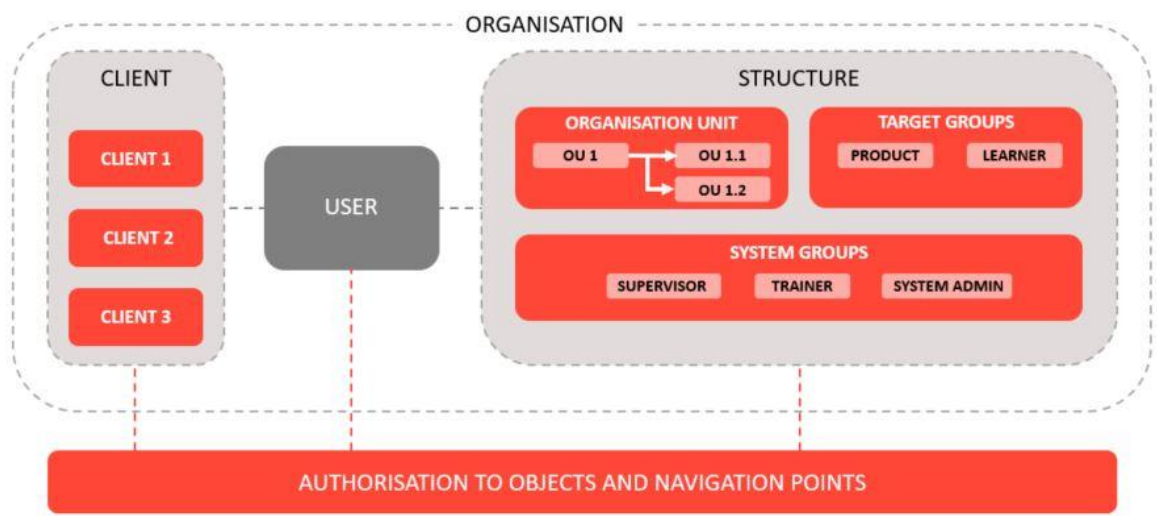 ORGANISATION
CLIENT
CLIENT 1
CLIENT 2
CLIENT 3
USER
STRUCTURE
ORGANISATION UNIT
OU 1
OU 1.1
OU 1.2
TARGET GROUPS
PRODUCT
LEARNER
SYSTEM GROUPS
SUPERVISOR
TRAINER
SYSTEM ADMIN
AUTHORISATION TO OBJECTS AND NAVIGATION POINTS